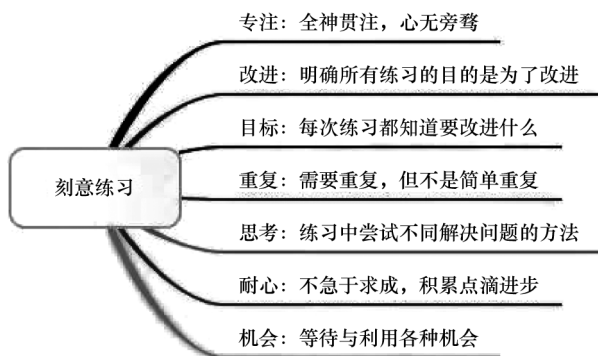 专注：全神贯注，心无旁骛
改进：明确所有练习的目的是为了改进
目标：每次练习都知道要改进什么
刻意练习
重复：需要重复，但不是简单重复
思考：练习中尝试不同解决问题的方法
耐心：不急于求成，积累点滴进步
机会：等待与利用各种机会